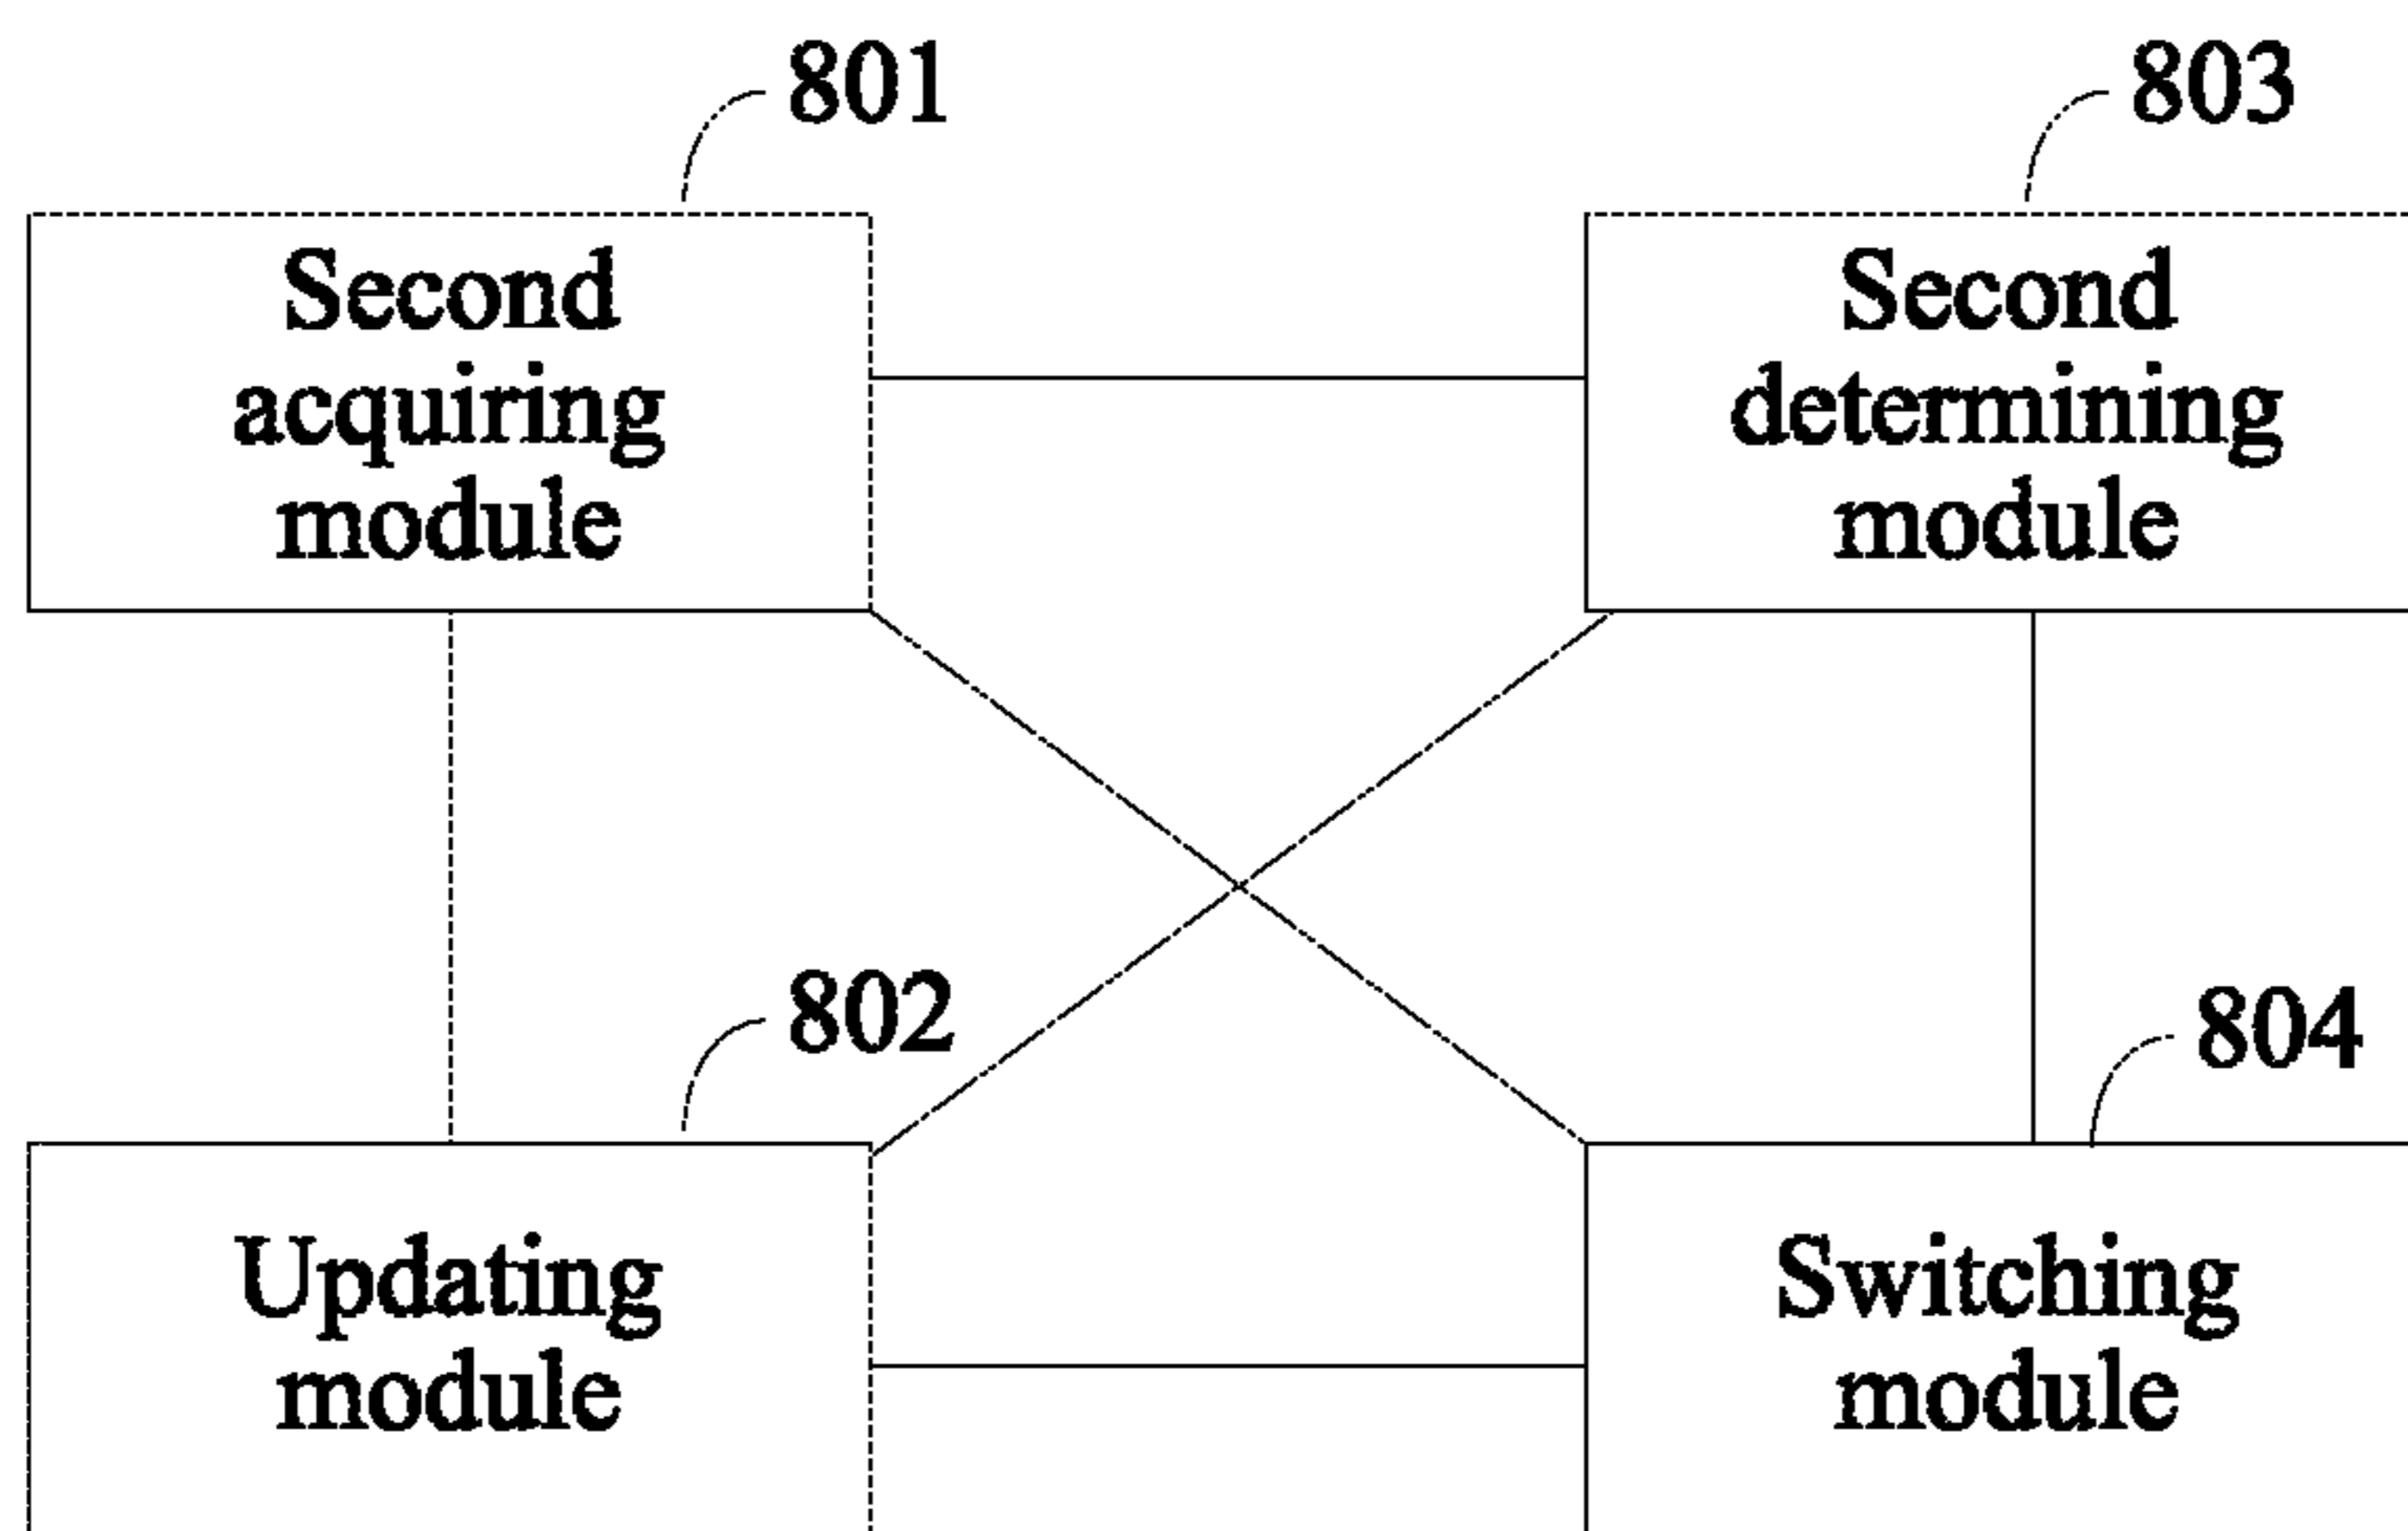 801
Second
acquiring
module
803
Second
determining
module
802
Updating
module
804
Switching
module